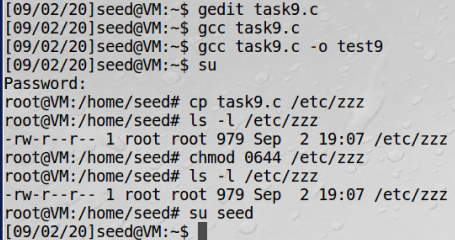 [09/02/20]seed@VM:~$ gedit task9.c
[09/02/20]seed@VM:~$ gcc task9.c
[09/02/20]seed@VM:~$ gcc task9.c -o test9
[09/02/20]seed@VM:~$ su
Password:
root@VM:/home/seed# cp task9.c /etc/zzz
root@VM:/home/seed# ls -l /etc/zzz
-rw-r--r-- 1 root root 979 Sep  2 19:07 /etc/zzz
root@VM:/home/seed# chmod 0644 /etc/zzz
root@VM:/home/seed# ls -l /etc/zzz
-rw-r--r-- 1 root root 979 Sep  2 19:07 /etc/zzz
root@VM:/home/seed# su seed
[09/02/20]seed@VM:~$